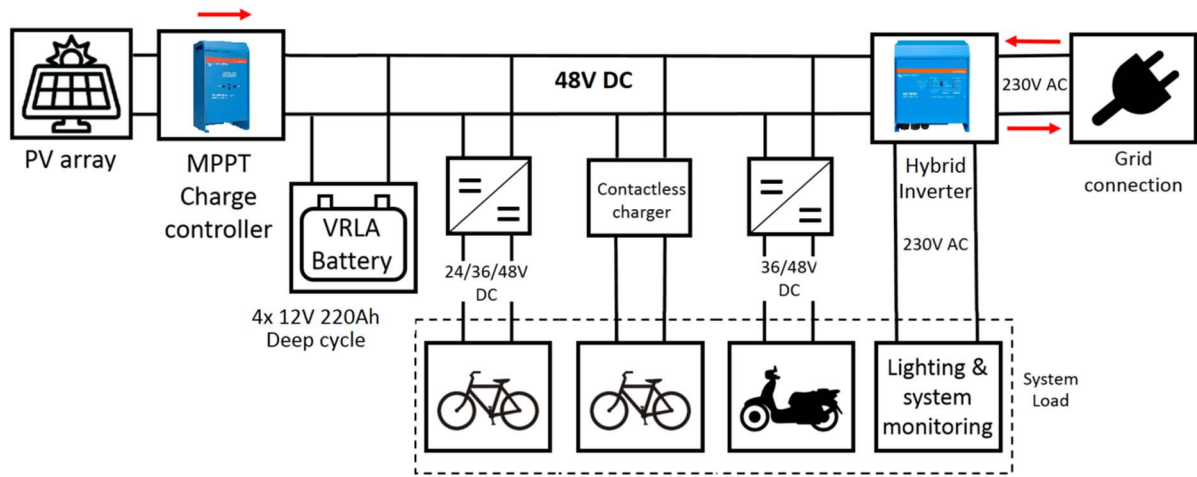 48V DC
230V AC
PV array
MPPT
Charge
controller
Hybrid
Inverter
Grid
connection
VRLA
Battery
Contactless
charger
230V AC
24/36/48V
DC
36/48V
DC
4x 12V 220Ah
Deep cycle
Lighting &
system
monitoring
System
Load